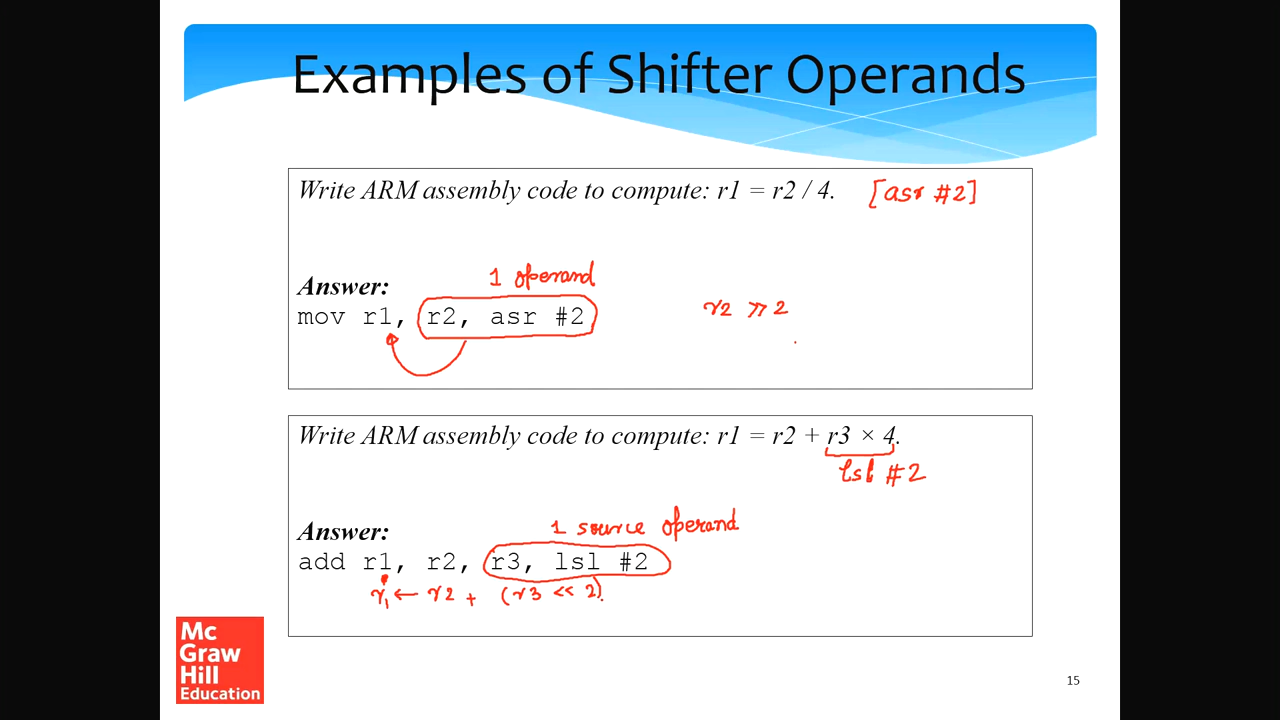 Examples of Shifter Operands
Write ARM assembly code to compute: r1 = r2 / 4. [asr #2]
1 operand
Answer:
mov r1, r2, asr #2
r2 >> 2
Write ARM assembly code to compute: r1 = r2 + r3 × 4.
lsl #2
1 source operand
Answer:
add r1, r2, r3, lsl #2
r1 ← r2 + (r3 << 2).
Mc
Graw
Hill
Education
15